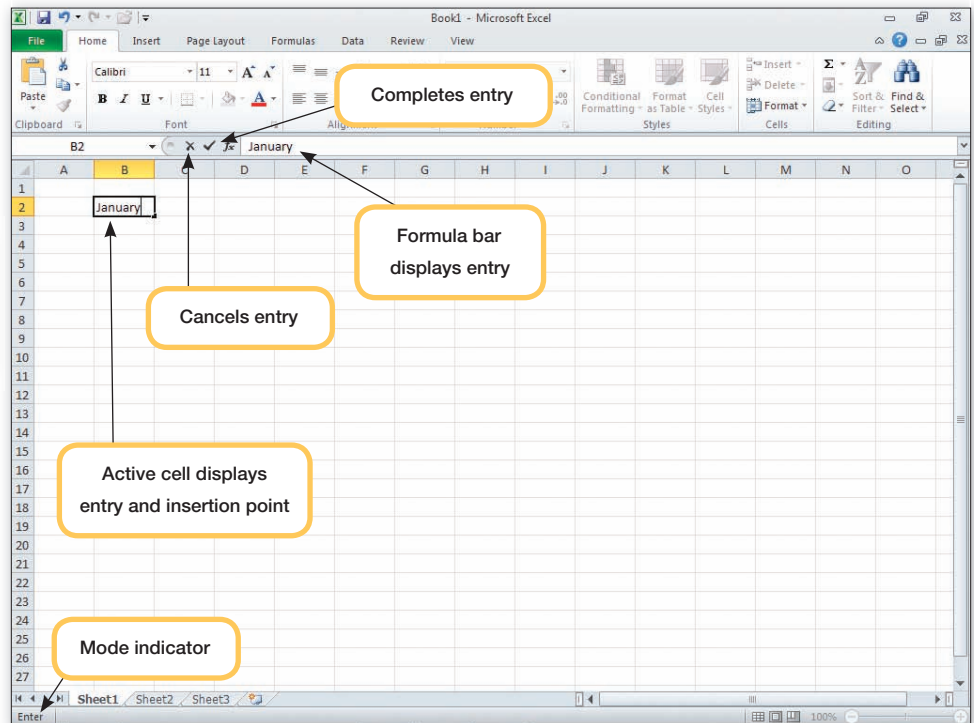 Book1 - Microsoft Excel
File Home Insert Page Layout Formulas Data Review View
Calibri 11 A A Insert Σ
Paste B I U A .00 .0 Conditional Format Cell Delete Sort & Find &
Formatting as Table Styles Format Filter Select
Clipboard Font Styles Cells Editing
Completes entry
B2 fx January
A B D E F G H I J K L M N O
1
2 January
3
4
5
6
7
8
9
10
11
12
13
14
15
16
17
18
19
20
21
22
23
24
25
26
27
Formula bar
displays entry
Cancels entry
Active cell displays
entry and insertion point
Mode indicator
Sheet1 Sheet2 Sheet3
Enter 100%